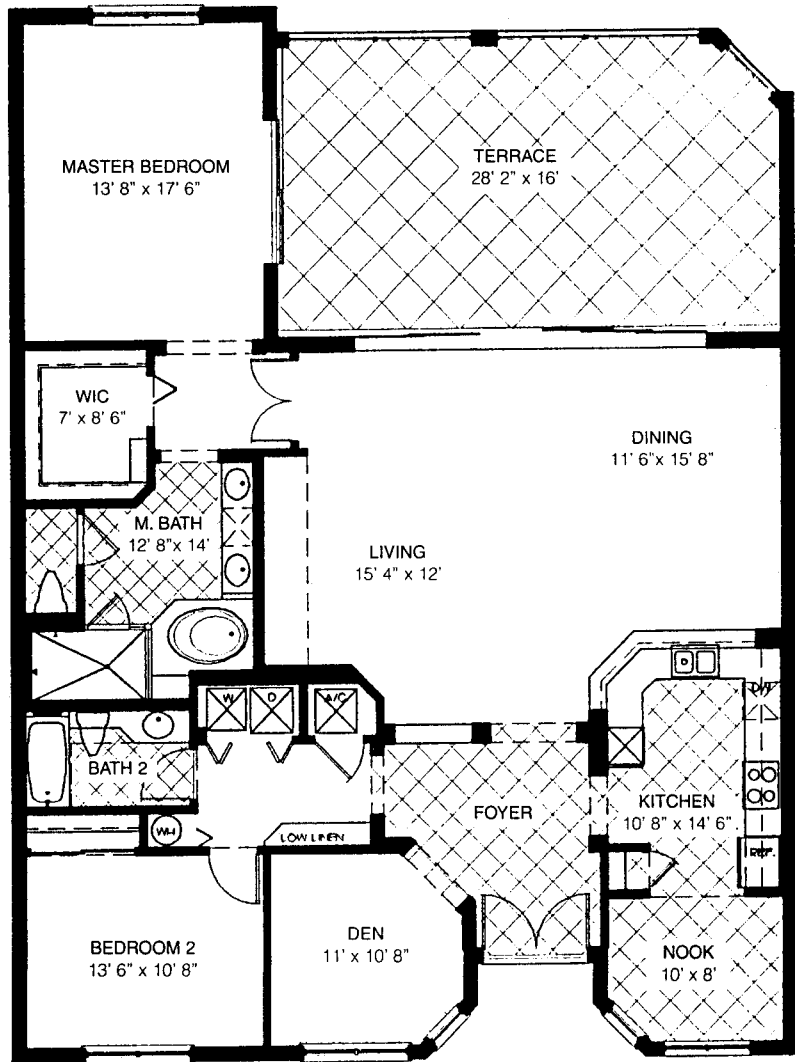 MASTER BEDROOM
13' 8" x 17' 6"
TERRACE
28' 2" x 16'
WIC
7' x 8' 6"
DINING
11' 6" x 15' 8"
M. BATH
12' 8" x 14'
LIVING
15' 4" x 12'
W
D
A/C
D/W
BATH 2
FOYER
KITCHEN
10' 8" x 14' 6"
WH
LOW LINEN
REF.
BEDROOM 2
13' 6" x 10' 8"
DEN
11' x 10' 8"
NOOK
10' x 8'